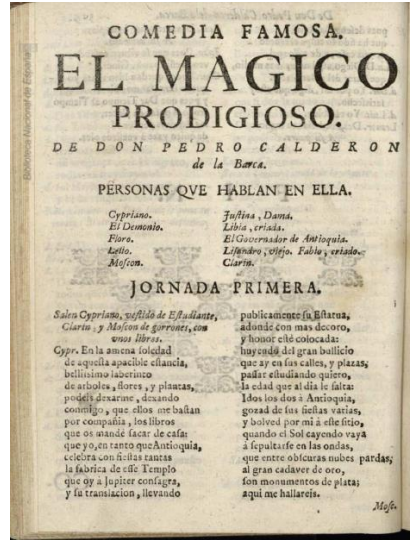 COMEDIA FAMOSA.
EL MAGICO
PRODIGIOSO.
DE DON PEDRO CALDERON
de la Barca.
PERSONAS QVE HABLAN EN ELLA.
Cypriano.
El Demonio.
Floro.
Lelio.
Moscon.
Justina, Dama.
Libia, criada.
El Governador de Antioquia.
Lisandro, viejo. Fabio, criado.
Clarin.
JORNADA PRIMERA.
Salen Cypriano, vestido de Estudiante,
Clarin, y Moscon de gorrones, con
vnos libros.
Cypr. En la amena soledad
de aquesta apacible estancia,
bellissimo laberinto
de arboles, flores, y plantas,
podeis dexarme, dexando
conmigo, que ellos me bastan
por compañia, los libros
que os mandè sacar de casa:
que yo, en tanto que Antioquia,
celebra con fiestas tantas
la fabrica de esse Templo
que oy à Jupiter consagra,
y su translacion, llevando
publicamente su Estatua,
adonde con mas decoro,
y honor estè colocada:
huyendo del gran bullicio
que ay en sus calles, y plazas,
passar estudiando quiero,
la edad que al dia le falta:
Idos los dos à Antioquia,
gozad de sus fiestas varias,
y bolved por mi à este sitio,
quando el Sol cayendo vaya
à sepultarse en las ondas,
que entre obscuras nubes pardas,
al gran cadaver de oro,
son monumentos de plata;
aqui me hallareis.
Mosc.
Biblioteca Nacional de España